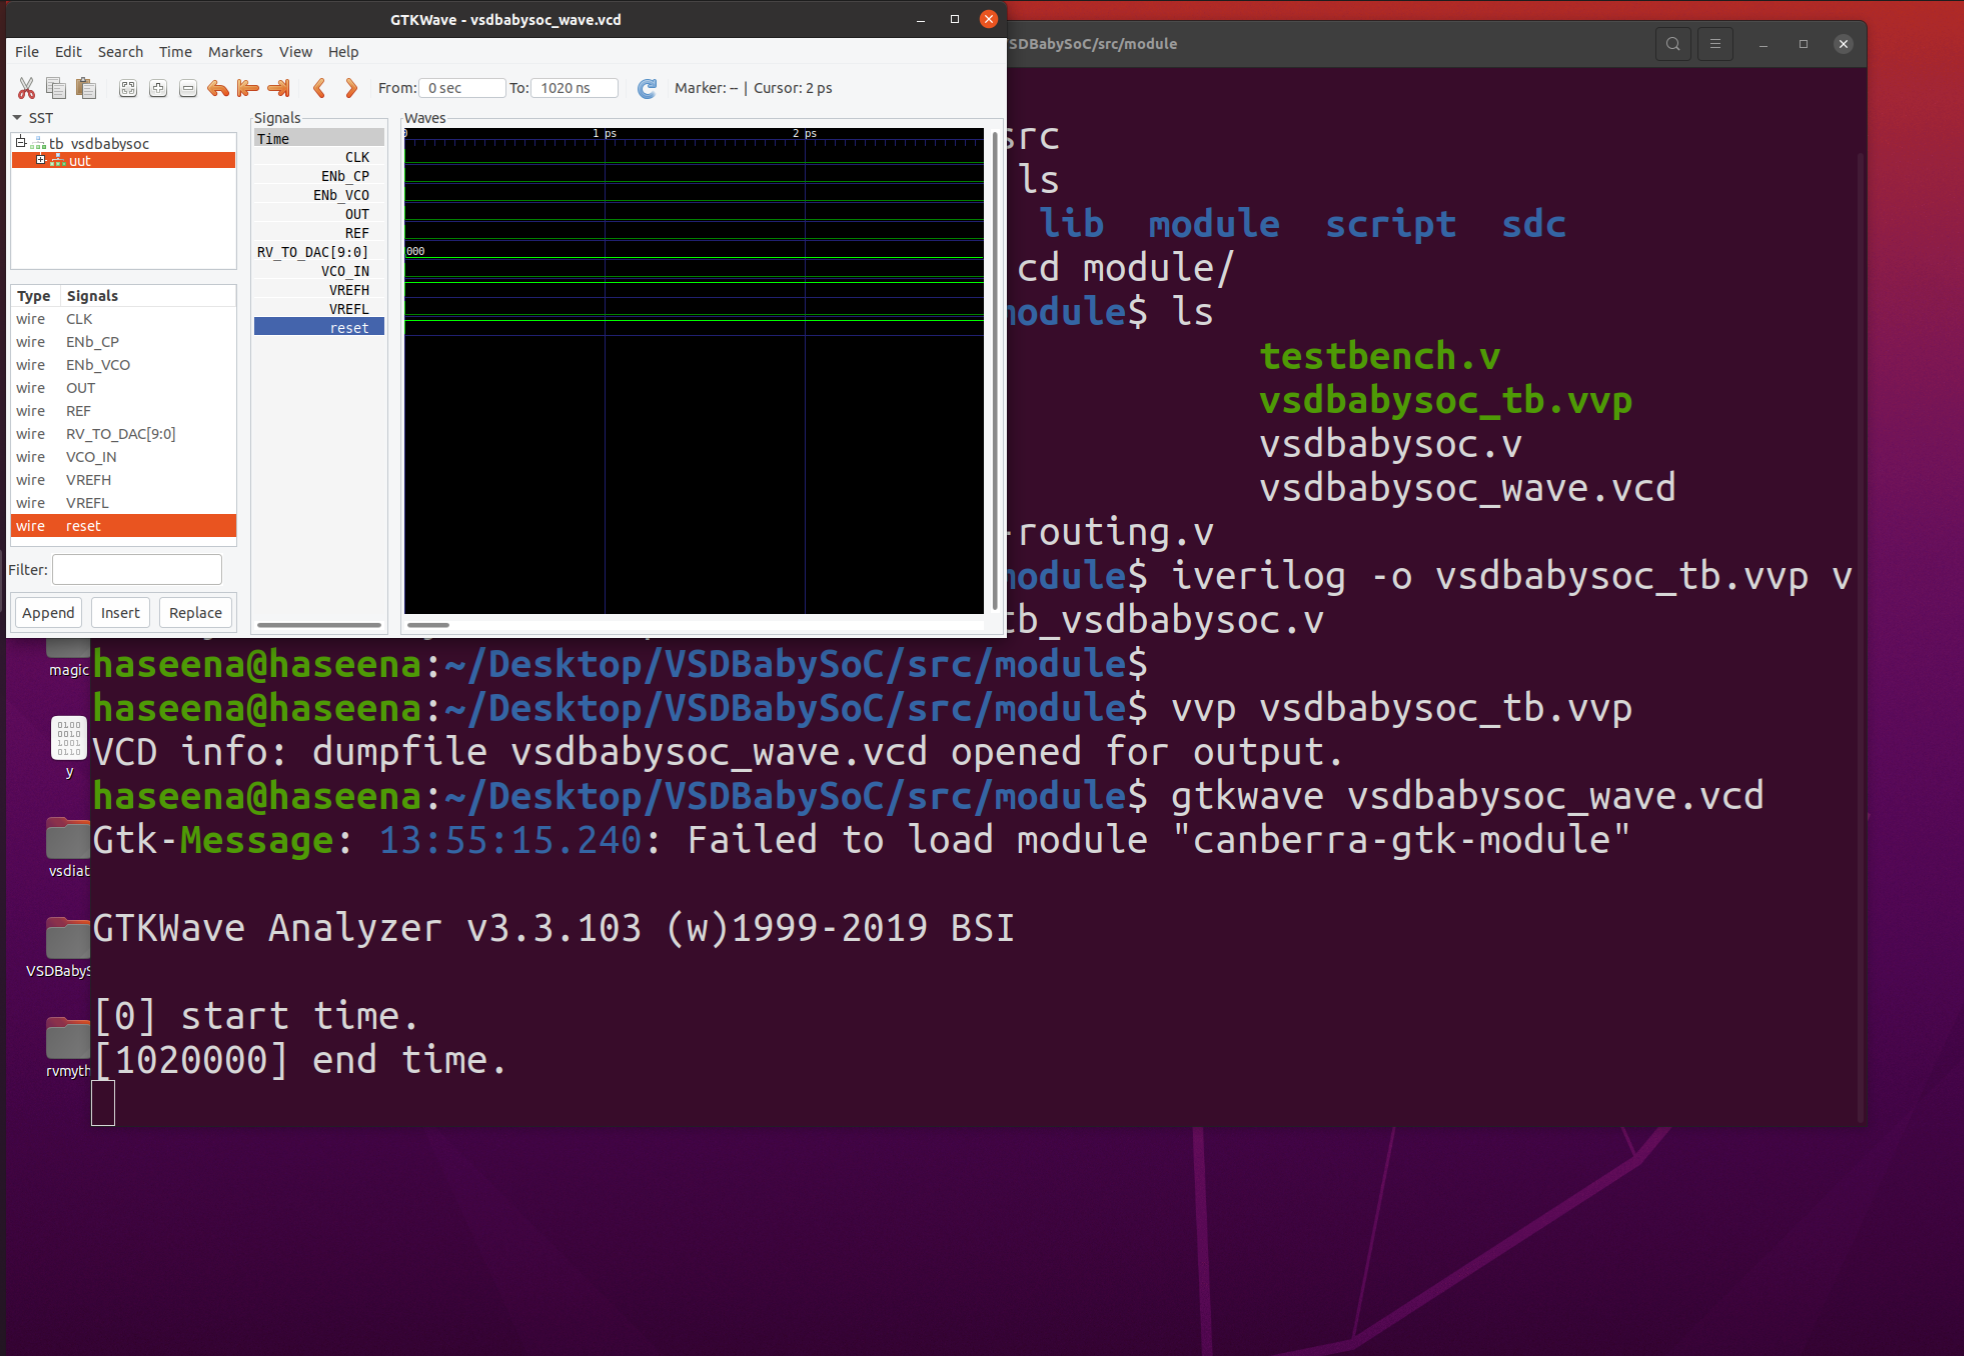 GTKWave - vsdbabysoc_wave.vcd
File Edit Search Time Markers View Help
From: 0 sec To: 1020 ns Marker: -- | Cursor: 2 ps
SST
tb_vsdbabysoc
uut
Type Signals
wire CLK
wire ENb_CP
wire ENb_VCO
wire OUT
wire REF
wire RV_TO_DAC[9:0]
wire VCO_IN
wire VREFH
wire VREFL
wire reset
Filter:
Append Insert Replace
Signals
Time
CLK
ENb_CP
ENb_VCO
OUT
REF
RV_TO_DAC[9:0]
VCO_IN
VREFH
VREFL
reset
Waves
0 1 ps 2 ps
000
SDBabySoC/src/module
src
ls
lib module script sdc
cd module/
module$ ls
testbench.v
vsdbabysoc_tb.vvp
vsdbabysoc.v
vsdbabysoc_wave.vcd
-routing.v
module$ iverilog -o vsdbabysoc_tb.vvp v
tb_vsdbabysoc.v
haseena@haseena:~/Desktop/VSDBabySoC/src/module$
haseena@haseena:~/Desktop/VSDBabySoC/src/module$ vvp vsdbabysoc_tb.vvp
VCD info: dumpfile vsdbabysoc_wave.vcd opened for output.
haseena@haseena:~/Desktop/VSDBabySoC/src/module$ gtkwave vsdbabysoc_wave.vcd
Gtk-Message: 13:55:15.240: Failed to load module "canberra-gtk-module"
GTKWave Analyzer v3.3.103 (w)1999-2019 BSI
[0] start time.
[1020000] end time.
magic
y
vsdiat
VSDBabyS
rvmyth